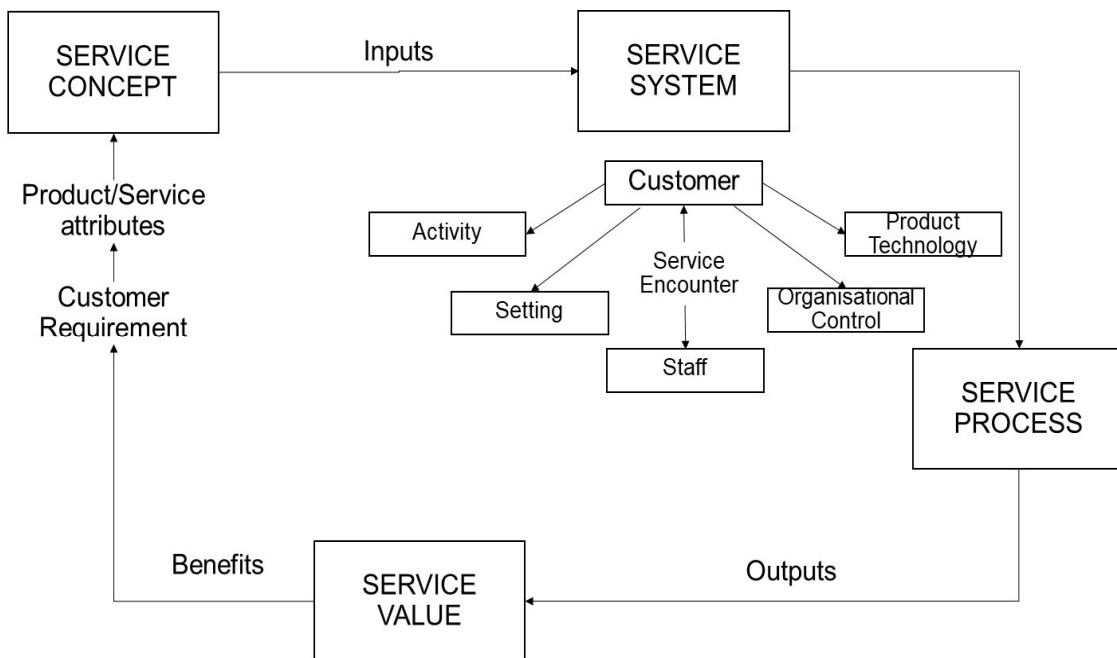 SERVICE
CONCEPT
Inputs
SERVICE
SYSTEM
Product/Service
attributes
Customer
Requirement
Customer
Activity
Product
Technology
Service
Encounter
Setting
Organisational
Control
Staff
SERVICE
PROCESS
Benefits
SERVICE
VALUE
Outputs